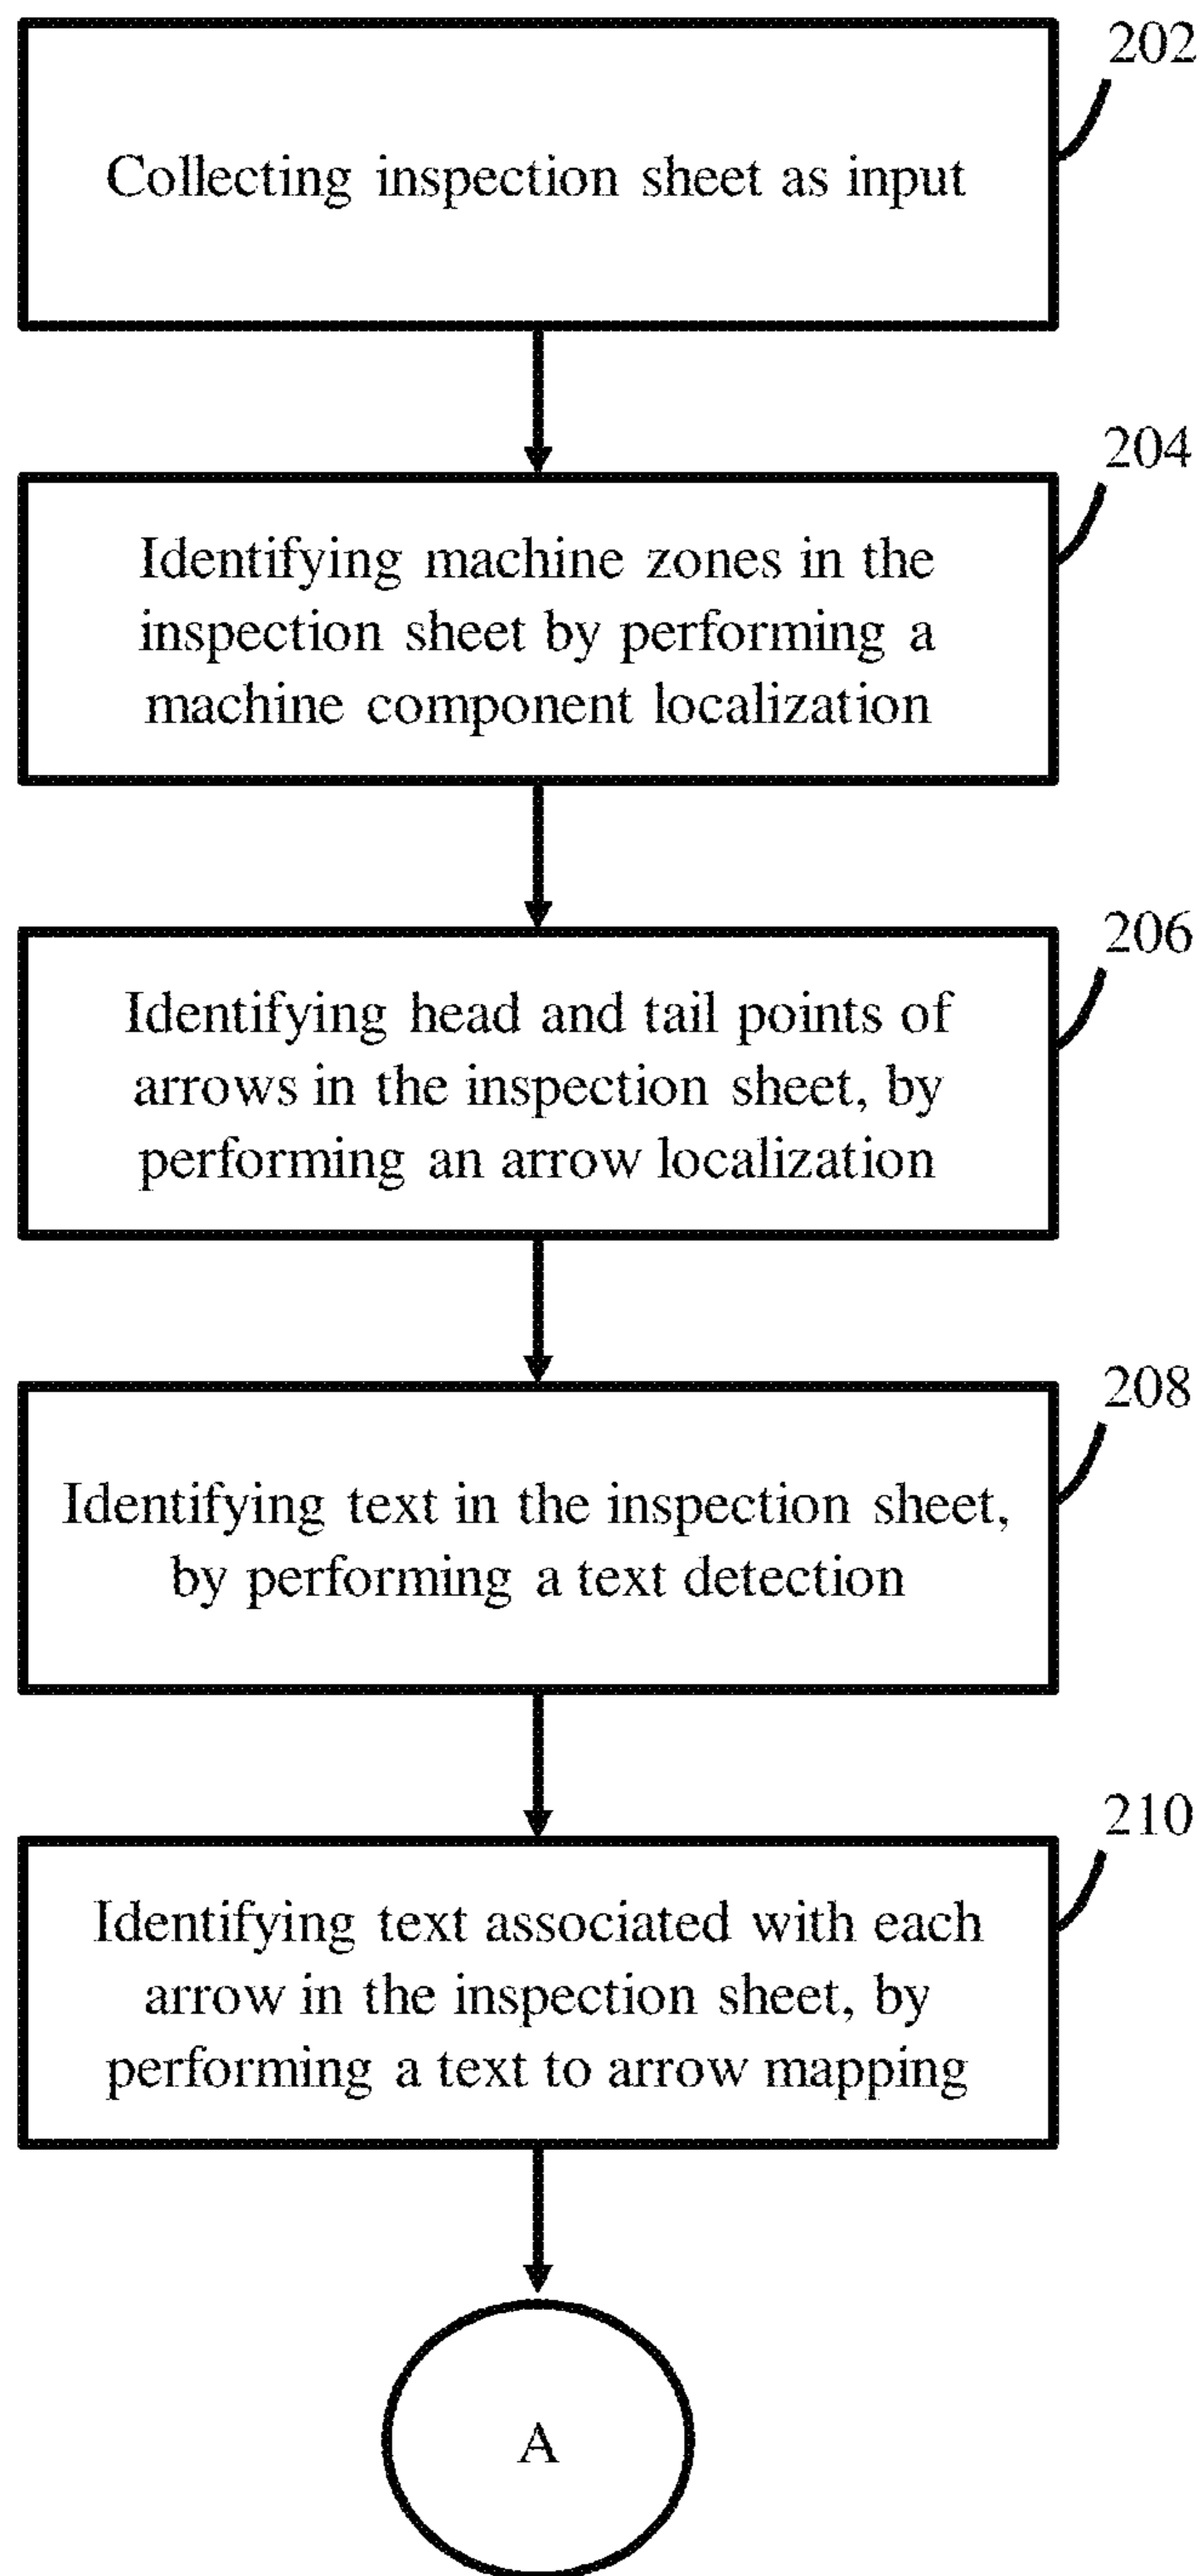 202
Collecting inspection sheet as input
204
Identifying machine zones in the
inspection sheet by performing a
machine component localization
206
Identifying head and tail points of
arrows in the inspection sheet, by
performing an arrow localization
208
Identifying text in the inspection sheet,
by performing a text detection
210
Identifying text associated with each
arrow in the inspection sheet, by
performing a text to arrow mapping
A